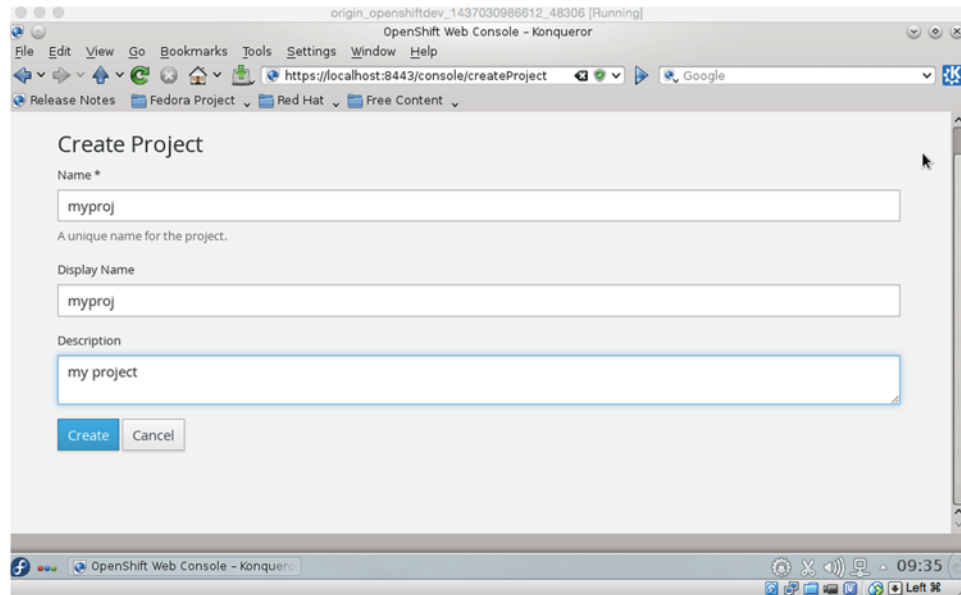 origin_openshiftdev_1437030986612_48306 [Running]
OpenShift Web Console – Konqueror
File Edit View Go Bookmarks Tools Settings Window Help
https://localhost:8443/console/createProject Google
Release Notes Fedora Project Red Hat Free Content
Create Project
Name *
myproj
A unique name for the project.
Display Name
myproj
Description
my project
Create Cancel
OpenShift Web Console – Konquero 09:35
Left ⌘